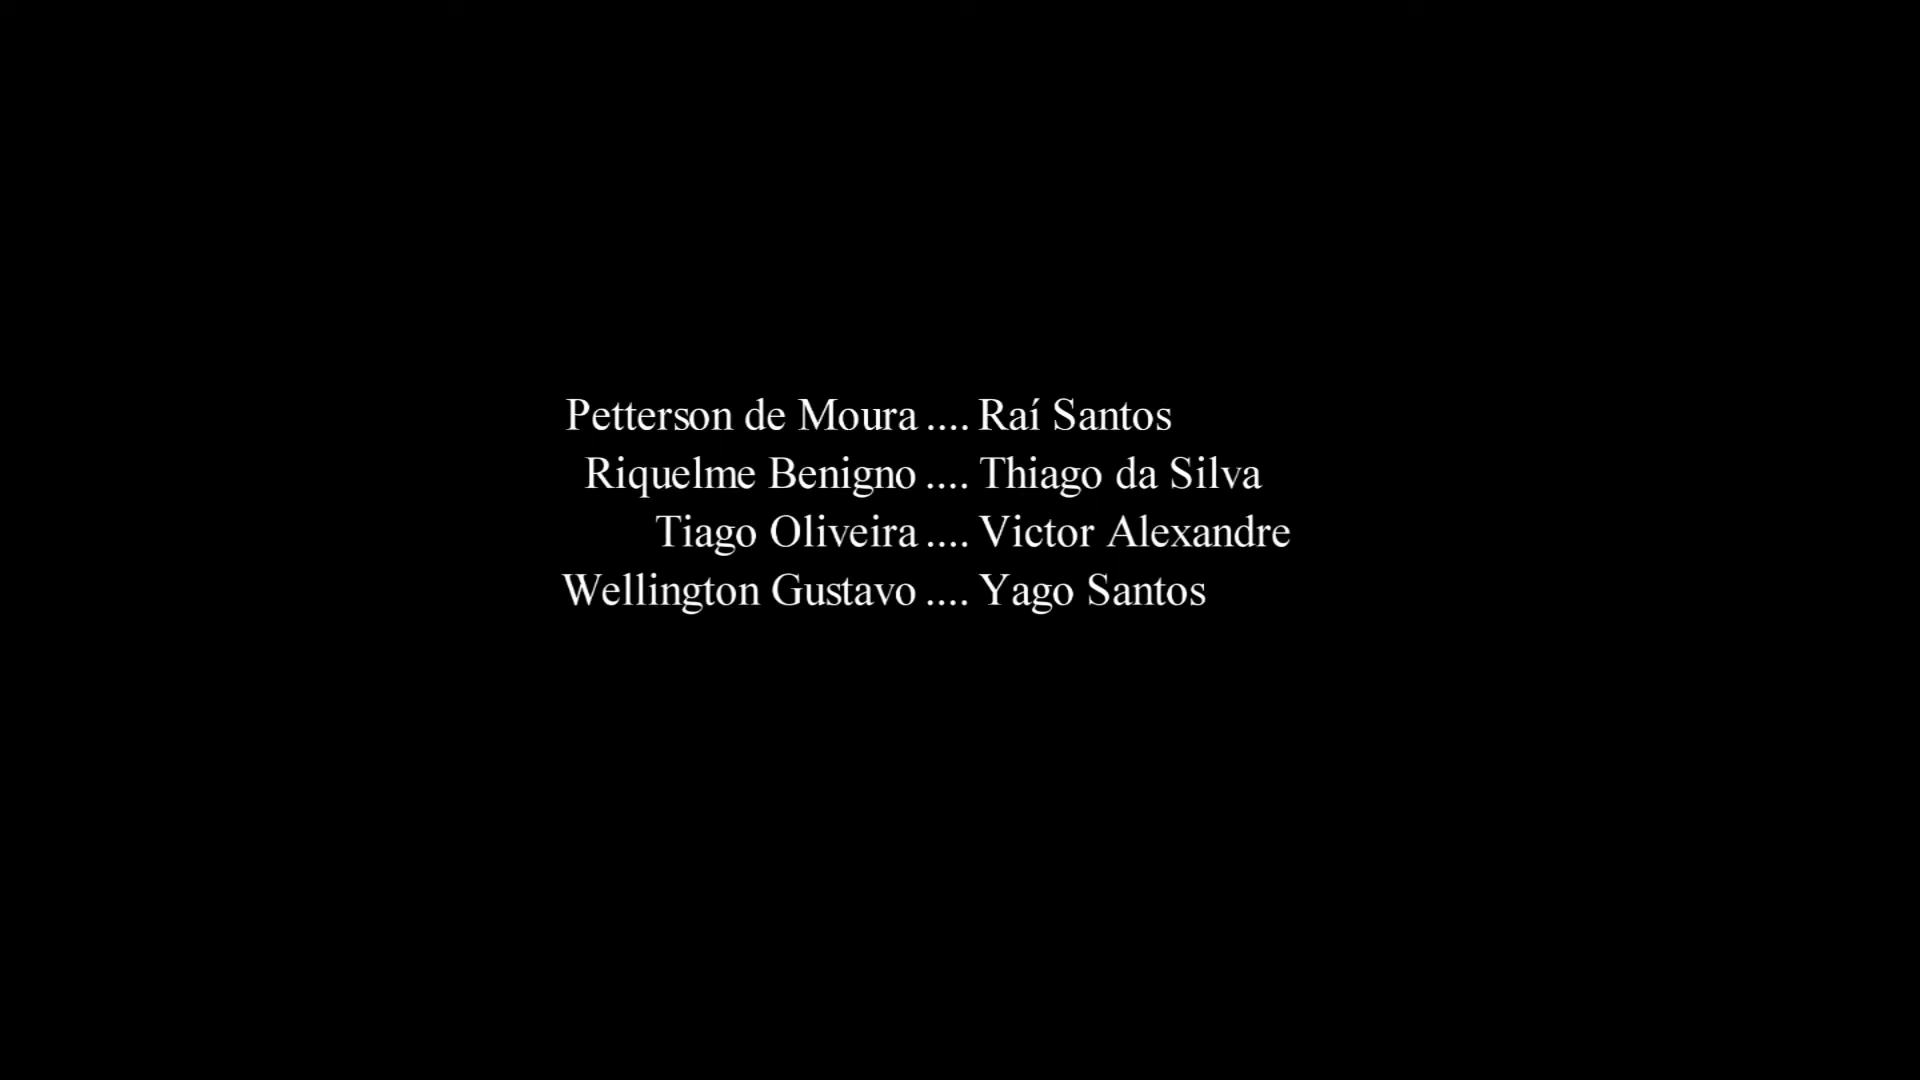 Petterson de Moura .... Raí Santos
Riquelme Benigno .... Thiago da Silva
Tiago Oliveira .... Victor Alexandre
Wellington Gustavo .... Yago Santos